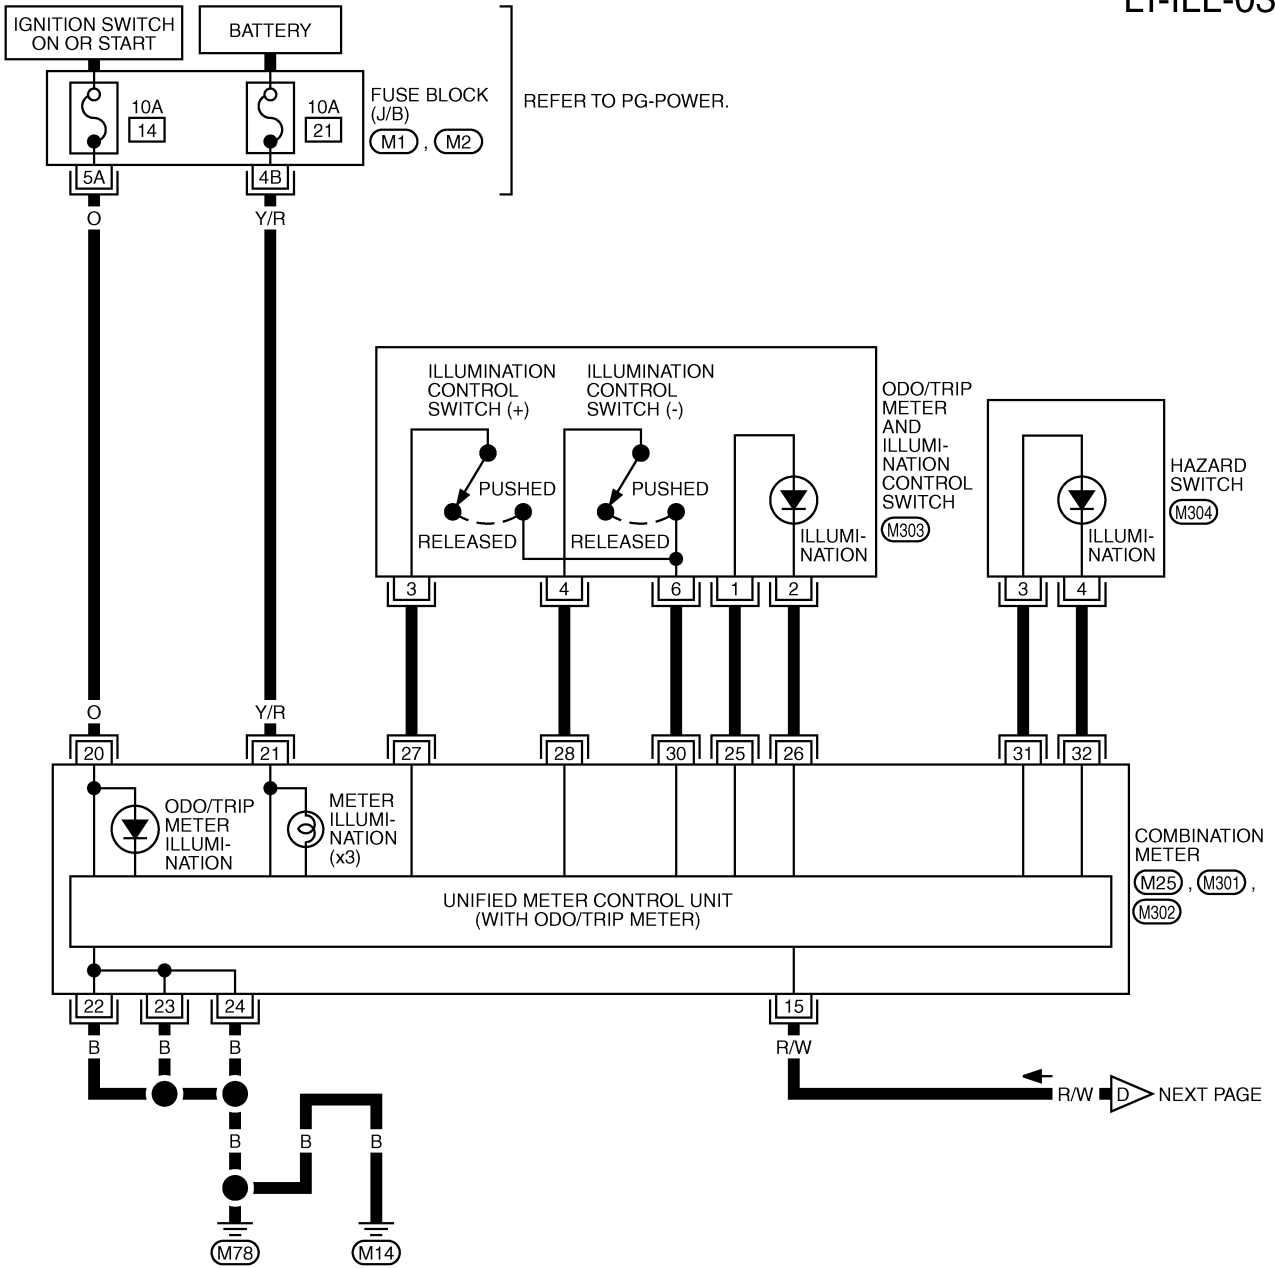 LT-ILL-03
IGNITION SWITCH
ON OR START
BATTERY
10A
14
10A
21
FUSE BLOCK
(J/B)
M1 , M2
REFER TO PG-POWER.
5A
4B
O
Y/R
ILLUMINATION
CONTROL
SWITCH (+)
ILLUMINATION
CONTROL
SWITCH (-)
PUSHED
RELEASED
PUSHED
RELEASED
ILLUMI-
NATION
ODO/TRIP
METER
AND
ILLUMI-
NATION
CONTROL
SWITCH
M303
ILLUMI-
NATION
HAZARD
SWITCH
M304
3
4
6
1
2
3
4
O
Y/R
20
21
27
28
30
25
26
31
32
ODO/TRIP
METER
ILLUMI-
NATION
METER
ILLUMI-
NATION
(x3)
COMBINATION
METER
M25 , M301 ,
M302
UNIFIED METER CONTROL UNIT
(WITH ODO/TRIP METER)
22
23
24
15
B
B
B
R/W
R/W
D
NEXT PAGE
B
B
B
M78
M14